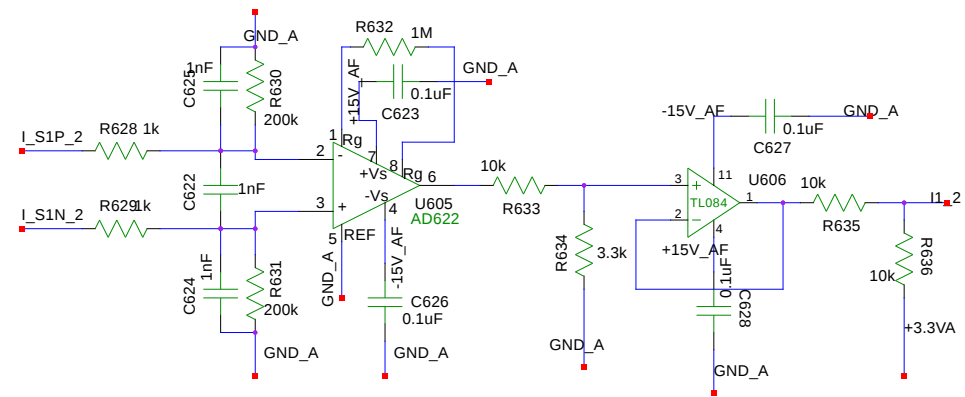 GND_A
R632
1M
GND_A
1nF
C625
R630
200k
+15V_AF
0.1uF
C623
-15V_AF
GND_A
0.1uF
C627
I_S1P_2
R628 1k
1
Rg
2
-
7
+Vs
8
Rg
6
-Vs
U605
AD622
3
+
4
5
REF
C622
1nF
I_S1N_2
R629
1k
10k
R633
3
+
11
U606
TL084
1
2
-
4
+15V_AF
10k
R635
I1_2
R634
3.3k
R636
10k
+3.3VA
1nF
C624
R631
200k
GND_A
GND_A
-15V_AF
C626
0.1uF
GND_A
GND_A
0.1uF
C628
GND_A